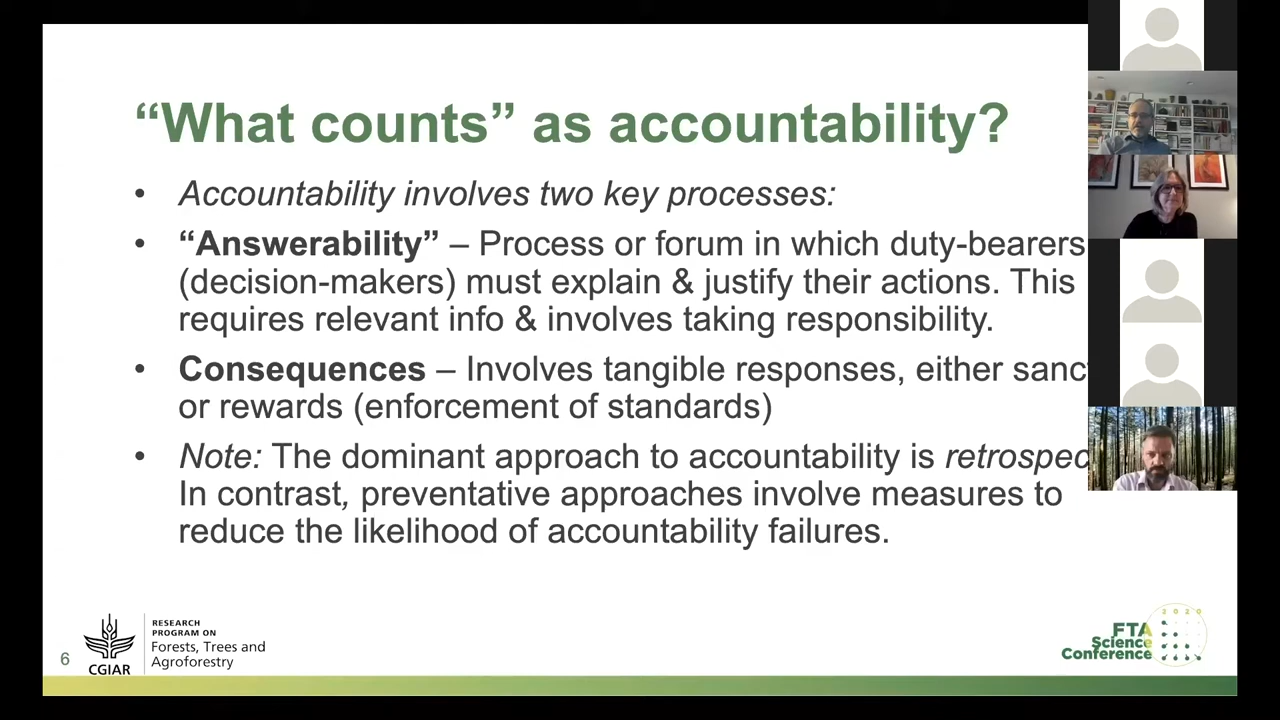 “What counts” as accountability?
• Accountability involves two key processes:
• “Answerability” – Process or forum in which duty-bearers
(decision-makers) must explain & justify their actions. This
requires relevant info & involves taking responsibility.
• Consequences – Involves tangible responses, either sanc
or rewards (enforcement of standards)
• Note: The dominant approach to accountability is retrospec
In contrast, preventative approaches involve measures to
reduce the likelihood of accountability failures.
6
CGIAR
RESEARCH
PROGRAM ON
Forests, Trees and
Agroforestry
2020
FTA
Science
Conference